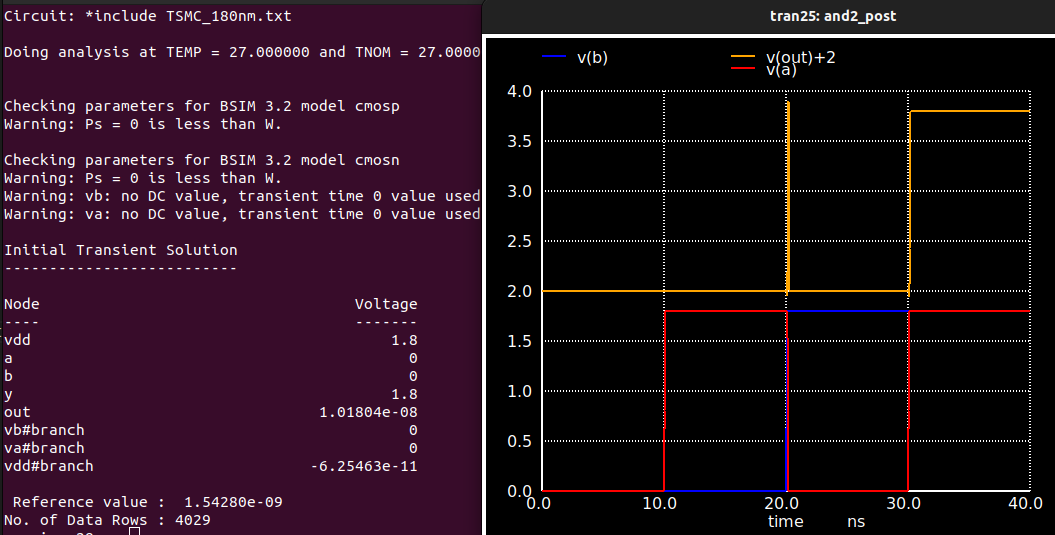 Circuit: *include TSMC_180nm.txt
Doing analysis at TEMP = 27.000000 and TNOM = 27.0000
Checking parameters for BSIM 3.2 model cmosp
Warning: Ps = 0 is less than W.
Checking parameters for BSIM 3.2 model cmosn
Warning: Ps = 0 is less than W.
Warning: vb: no DC value, transient time 0 value used
Warning: va: no DC value, transient time 0 value used
Initial Transient Solution
--------------------------
Node Voltage
---- -------
vdd 1.8
a 0
b 0
y 1.8
out 1.01804e-08
vb#branch 0
va#branch 0
vdd#branch -6.25463e-11
Reference value : 1.54280e-09
No. of Data Rows : 4029
tran25: and2_post
v(b) v(out)+2
v(a)
4.0
3.5
3.0
2.5
2.0
1.5
1.0
0.5
0.0
0.0 10.0 20.0 30.0 40.0
time ns